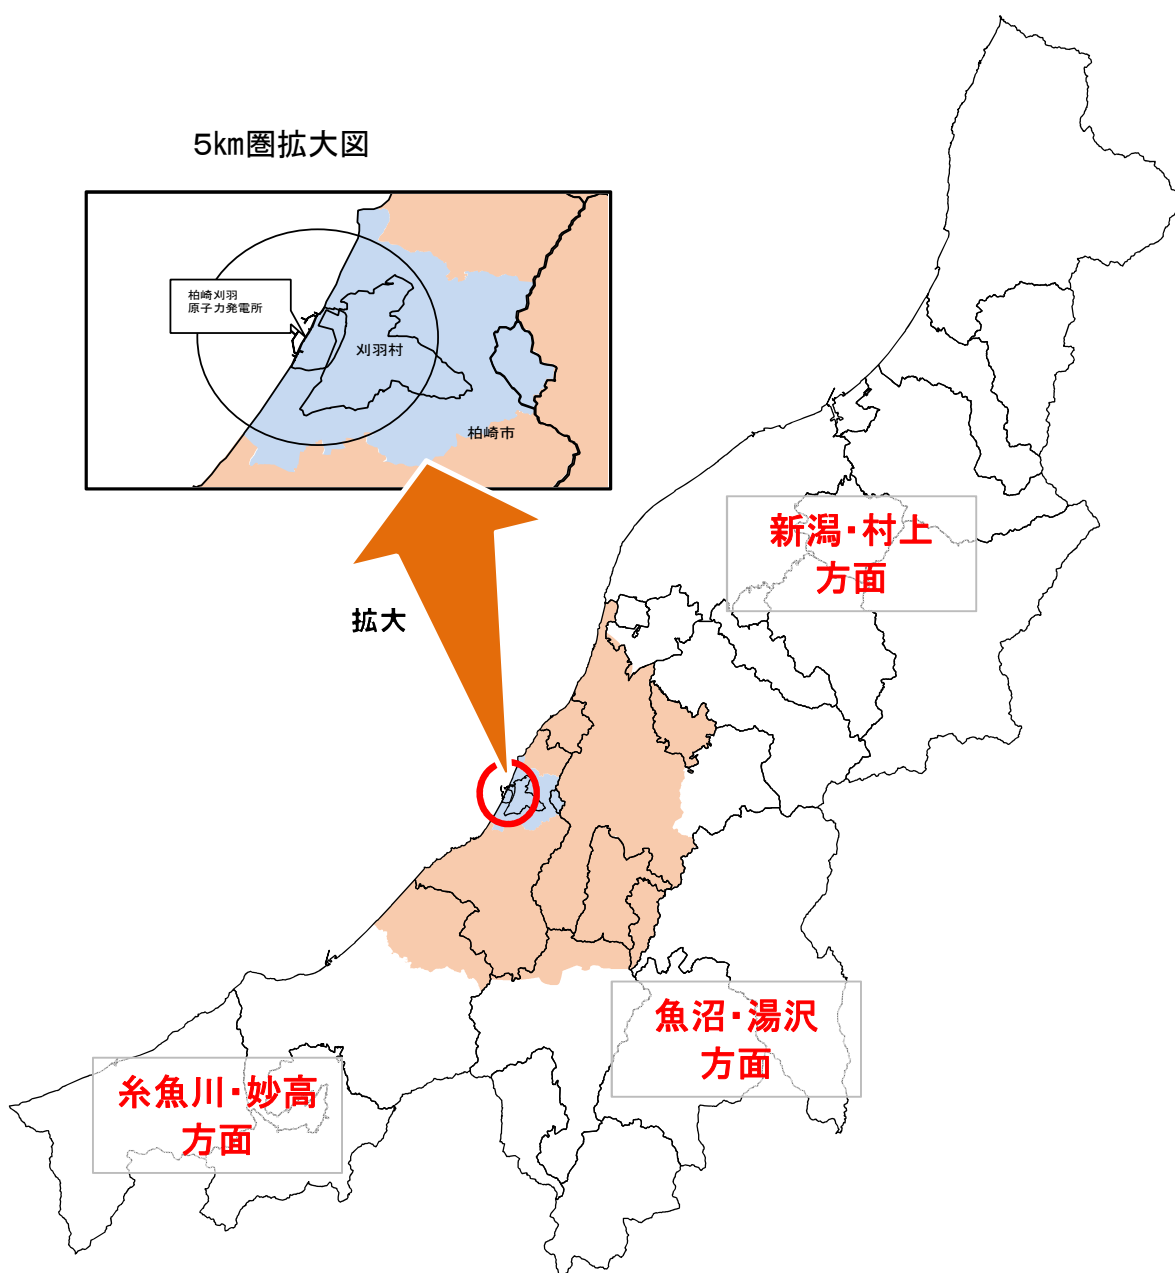 5km圏拡大図
柏崎刈羽
原子力発電所
刈羽村
柏崎市
拡大
新潟・村上
方面
魚沼・湯沢
方面
糸魚川・妙高
方面